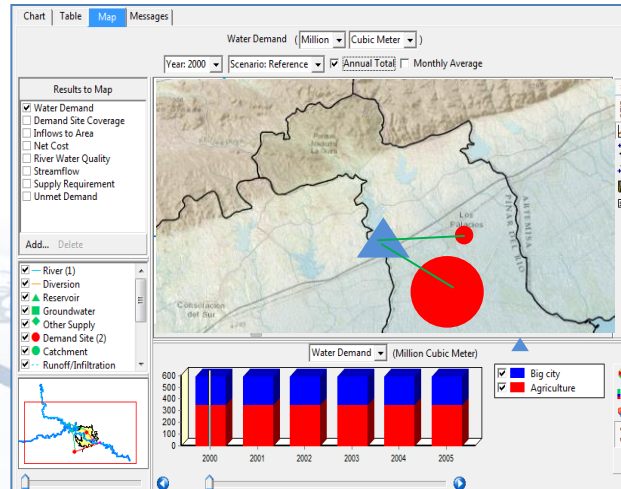 Chart Table Map Messages
Water Demand ( Million Cubic Meter )
Year: 2000 Scenario: Reference Annual Total Monthly Average
Results to Map
Water Demand
Demand Site Coverage
Inflows to Area
Net Cost
River Water Quality
Streamflow
Supply Requirement
Unmet Demand
Add... Delete
River (1)
Diversion
Reservoir
Groundwater
Other Supply
Demand Site (2)
Catchment
Runoff/Infiltration
Los
Palacios
ARTEMISA
PINAR DEL RIO
Consolacion
del Sur
Water Demand (Million Cubic Meter)
600
500
400
300
200
100
0
2000 2001 2002 2003 2004 2005
Big city
Agriculture